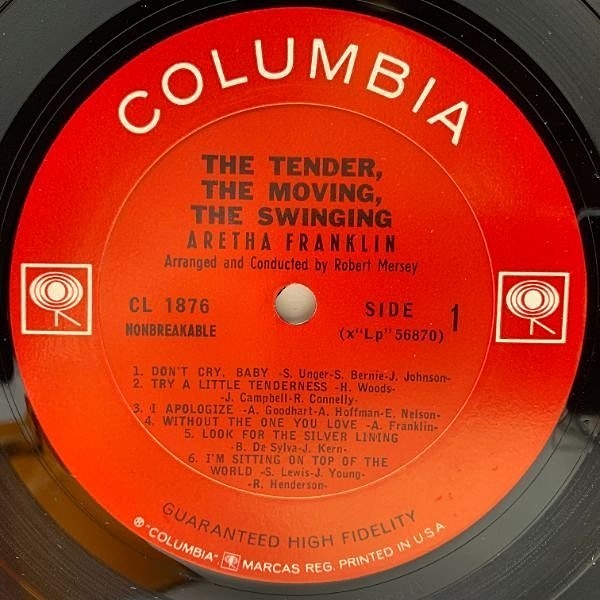 COLUMBIA
THE TENDER,
THE MOVING,
THE SWINGING
ARETHA FRANKLIN
Arranged and Conducted by Robert Mersey
CL 1876
NONBREAKABLE
SIDE 1
(x"Lp" 56870)
1. DON'T CRY, BABY -S. Unger-S. Bernie-J. Johnson-
2. TRY A LITTLE TENDERNESS -H. Woods-
-J. Campbell-R. Connelly-
3. I APOLOGIZE -A. Goodhart-A. Hoffman-E. Nelson-
4. WITHOUT THE ONE YOU LOVE -A. Franklin-
5. LOOK FOR THE SILVER LINING
-B. De Sylva-J. Kern-
6. I'M SITTING ON TOP OF THE
WORLD -S. Lewis-J. Young-
-R. Henderson-
GUARANTEED HIGH FIDELITY
® "COLUMBIA" MARCAS REG. PRINTED IN U.S.A.